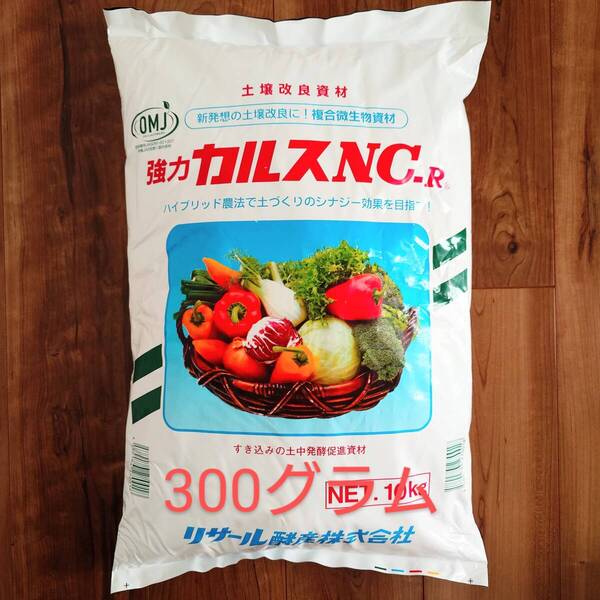 土壌改良資材
OMJ
新発想の土壌改良に!複合微生物資材
強力カルスNC-R
ハイブリッド農法で土づくりのシナジー効果を目指す!
すき込みの土中発酵促進資材
300グラム
NET. 10kg
リサール酵産株式会社